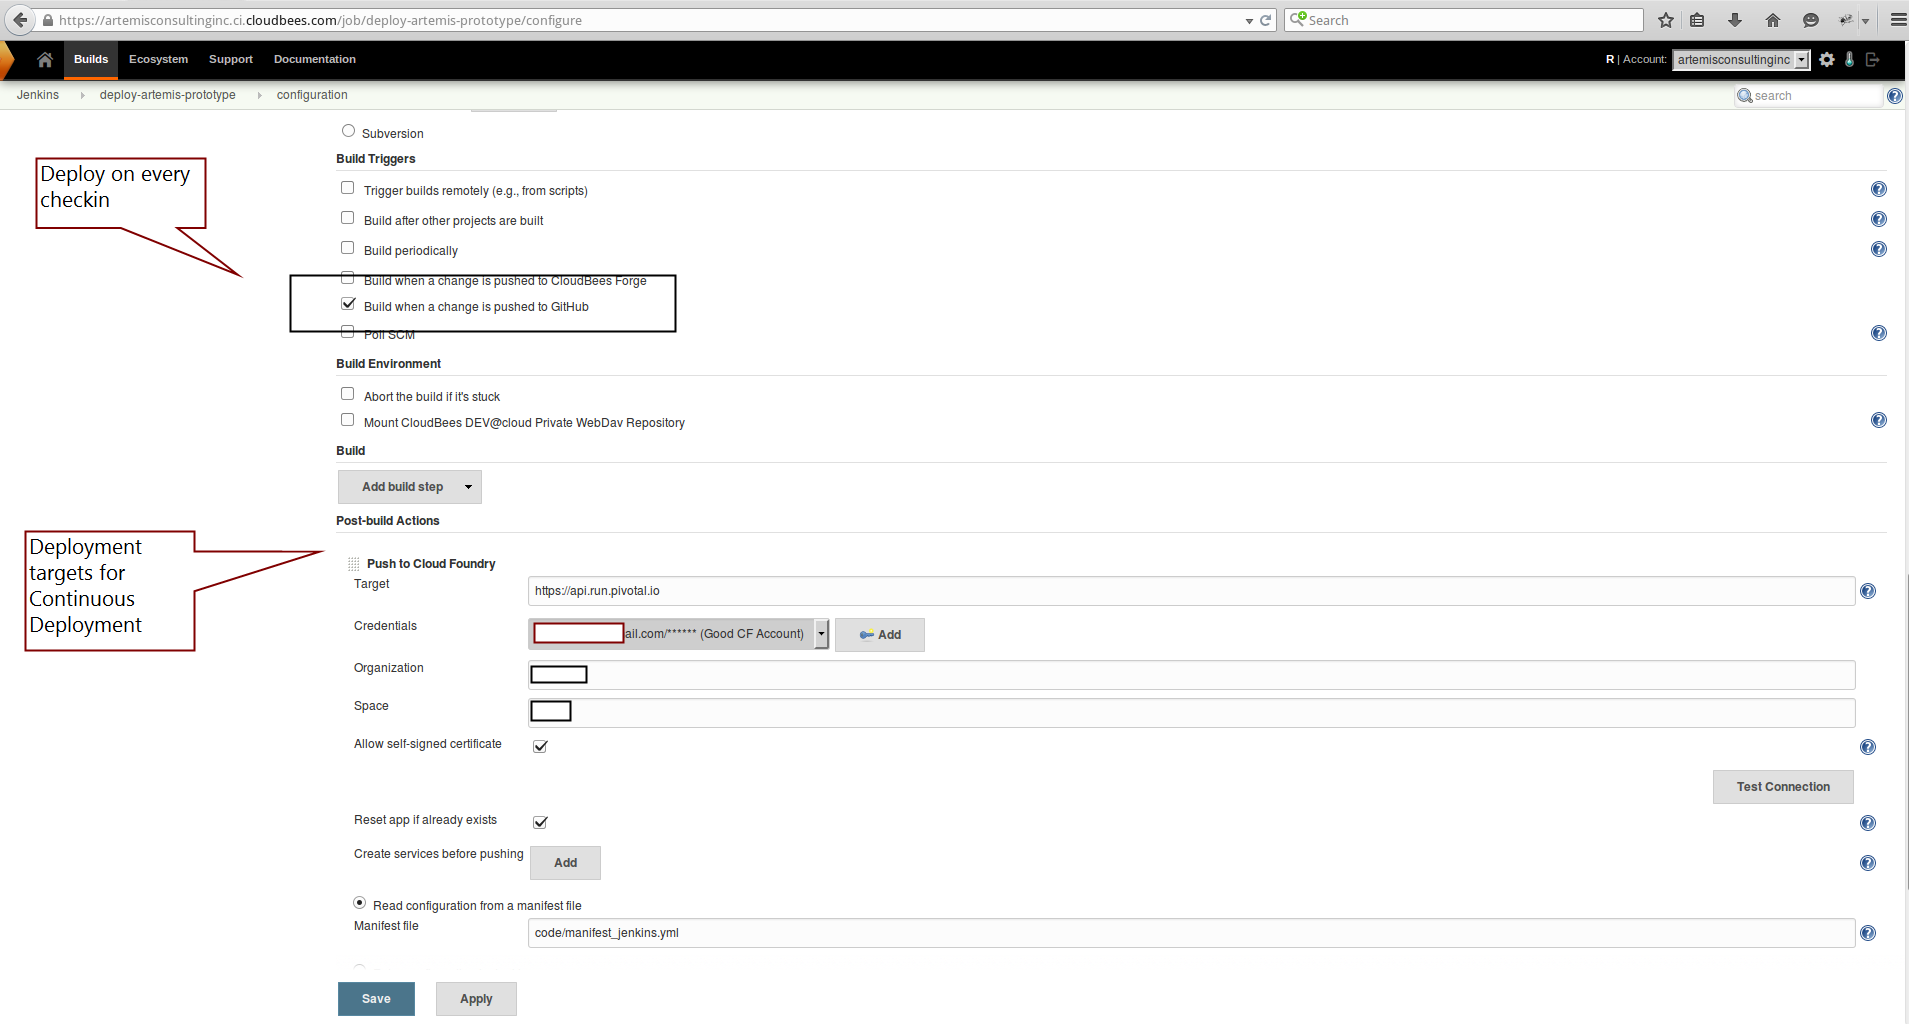 https://artemisconsultinginc.ci.cloudbees.com/job/deploy-artemis-prototype/configure
Search
Builds Ecosystem Support Documentation
R | Account: artemisconsultinginc
Jenkins deploy-artemis-prototype configuration
search
Subversion
Deploy on every
checkin
Build Triggers
Trigger builds remotely (e.g., from scripts)
Build after other projects are built
Build periodically
Build when a change is pushed to CloudBees Forge
Build when a change is pushed to GitHub
Poll SCM
Build Environment
Abort the build if it's stuck
Mount CloudBees DEV@cloud Private WebDav Repository
Build
Add build step
Post-build Actions
Deployment
targets for
Continuous
Deployment
Push to Cloud Foundry
Target https://api.run.pivotal.io
Credentials ail.com/****** (Good CF Account) Add
Organization
Space
Allow self-signed certificate
Test Connection
Reset app if already exists
Create services before pushing Add
Read configuration from a manifest file
Manifest file code/manifest_jenkins.yml
Save Apply